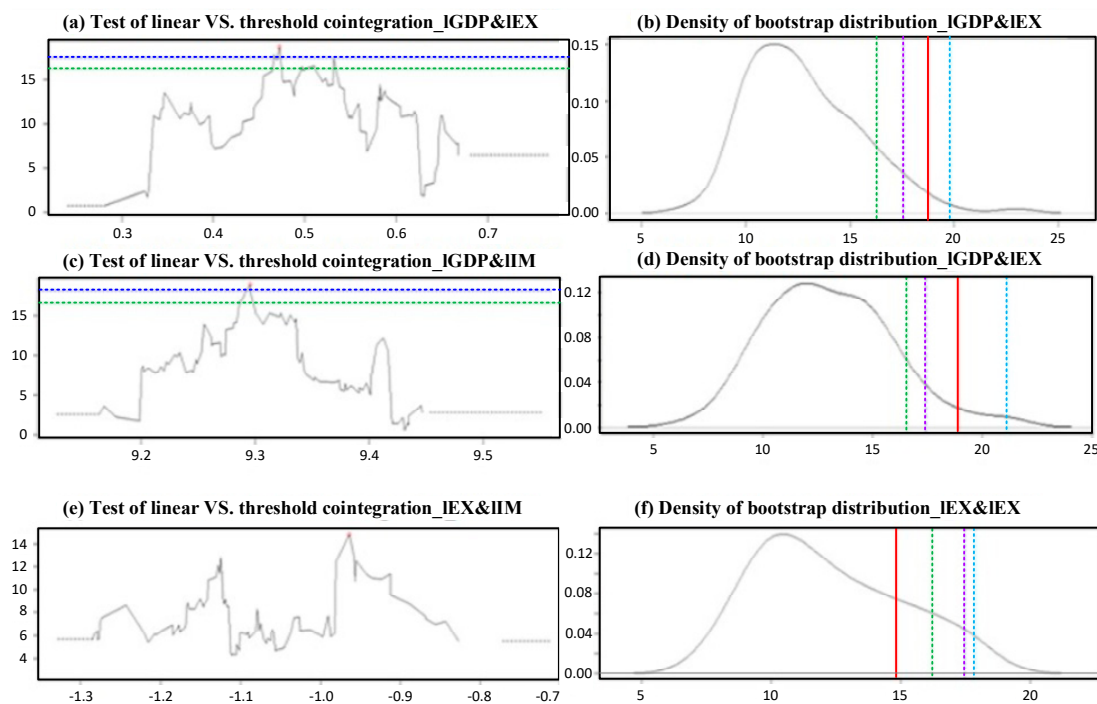 (a) Test of linear VS. threshold cointegration_lGDP&lEX
15
10
5
0
0.3 0.4 0.5 0.6 0.7
(b) Density of bootstrap distribution_lGDP&lEX
0.15
0.10
0.05
0.00
5 10 15 20 25
(c) Test of linear VS. threshold cointegration_lGDP&lIM
15
10
5
0
9.2 9.3 9.4 9.5
(d) Density of bootstrap distribution_lGDP&lEX
0.12
0.08
0.04
0.00
5 10 15 20 25
(e) Test of linear VS. threshold cointegration_lEX&lIM
14
12
10
8
6
4
-1.3 -1.2 -1.1 -1.0 -0.9 -0.8 -0.7
(f) Density of bootstrap distribution_lEX&lEX
0.12
0.08
0.04
0.00
5 10 15 20